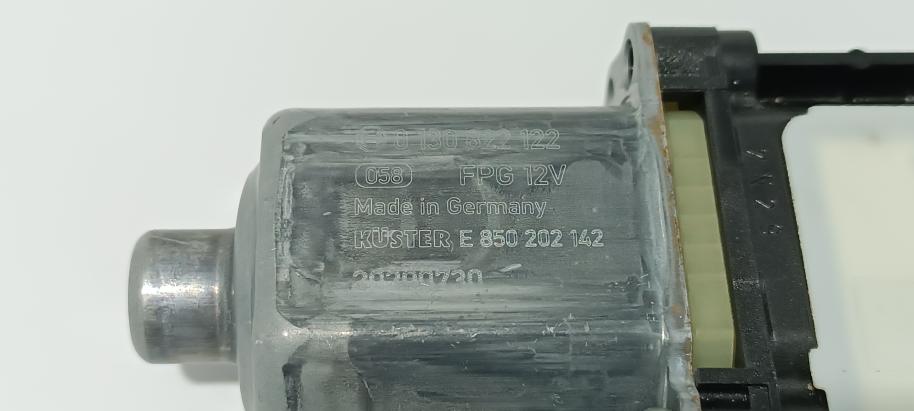 0 130 822 122
058 FPG 12V
Made in Germany
KÜSTER E 850 202 142